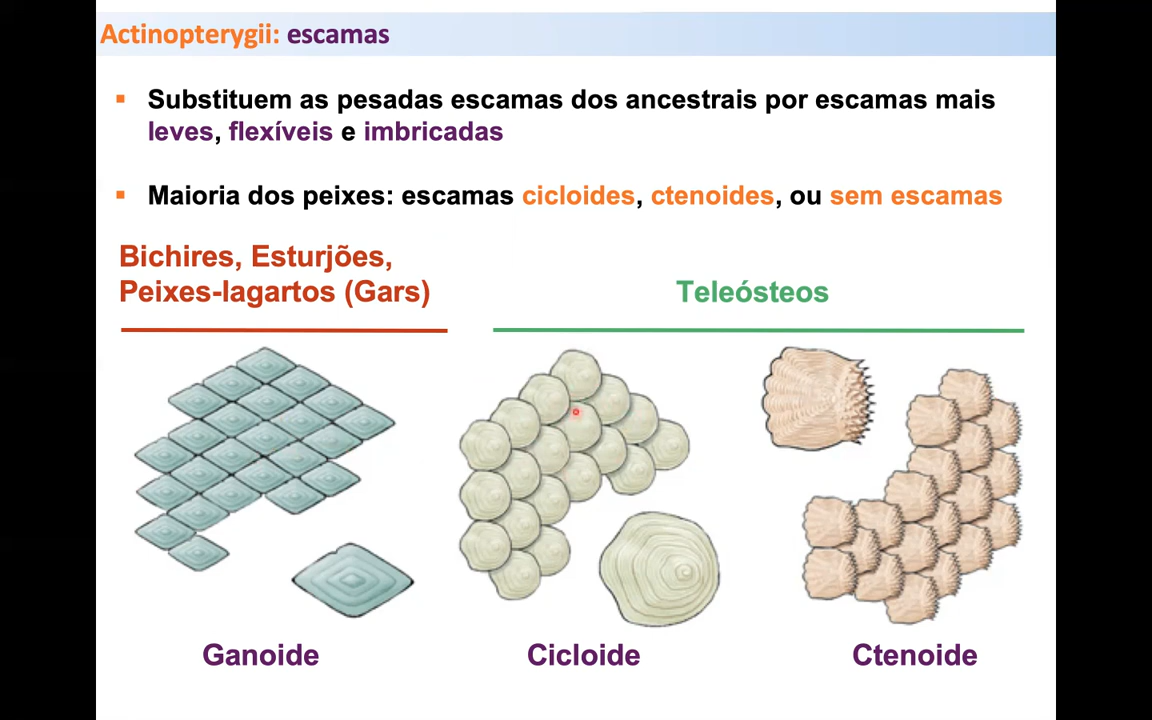 Actinopterygii: escamas
▪ Substituem as pesadas escamas dos ancestrais por escamas mais
leves, flexíveis e imbricadas
▪ Maioria dos peixes: escamas cicloides, ctenoides, ou sem escamas
Bichires, Esturjões,
Peixes-lagartos (Gars)
Teleósteos
Ganoide
Cicloide
Ctenoide